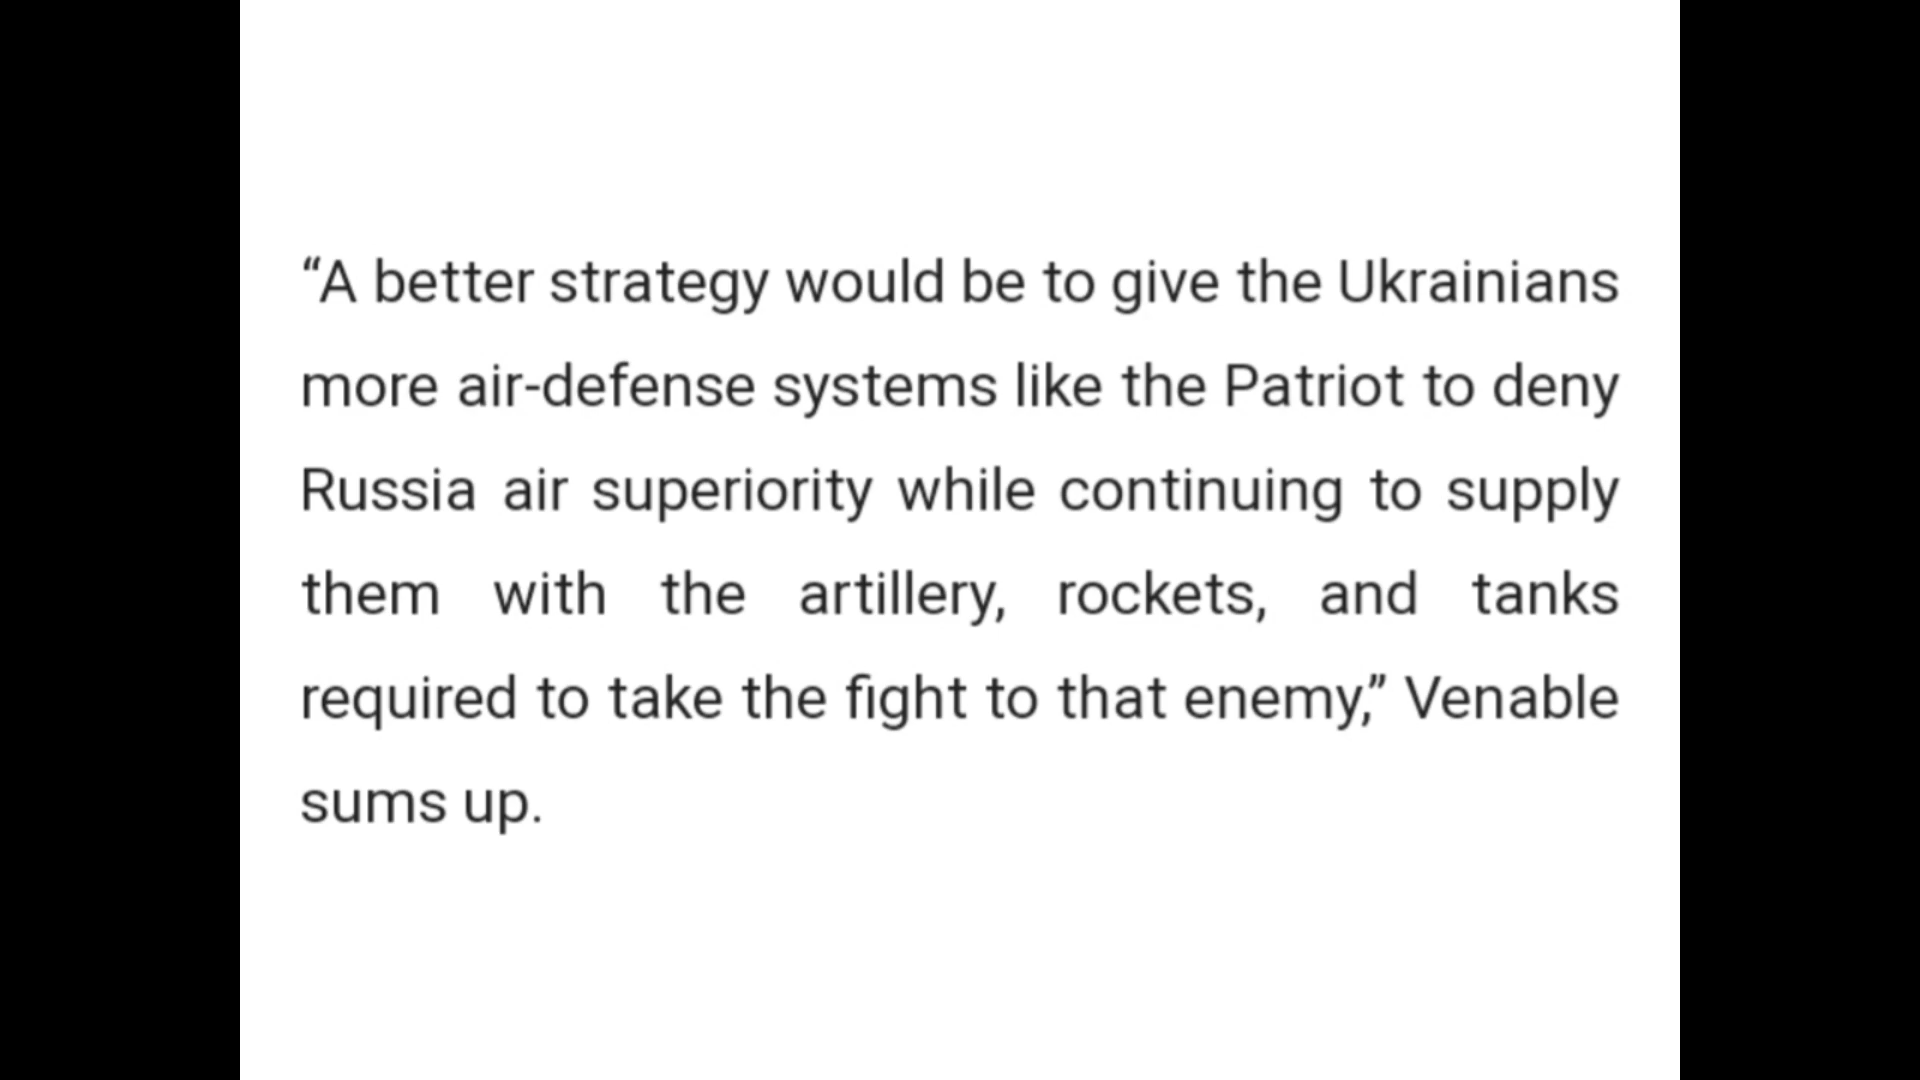 “A better strategy would be to give the Ukrainians
more air-defense systems like the Patriot to deny
Russia air superiority while continuing to supply
them with the artillery, rockets, and tanks
required to take the fight to that enemy,” Venable
sums up.